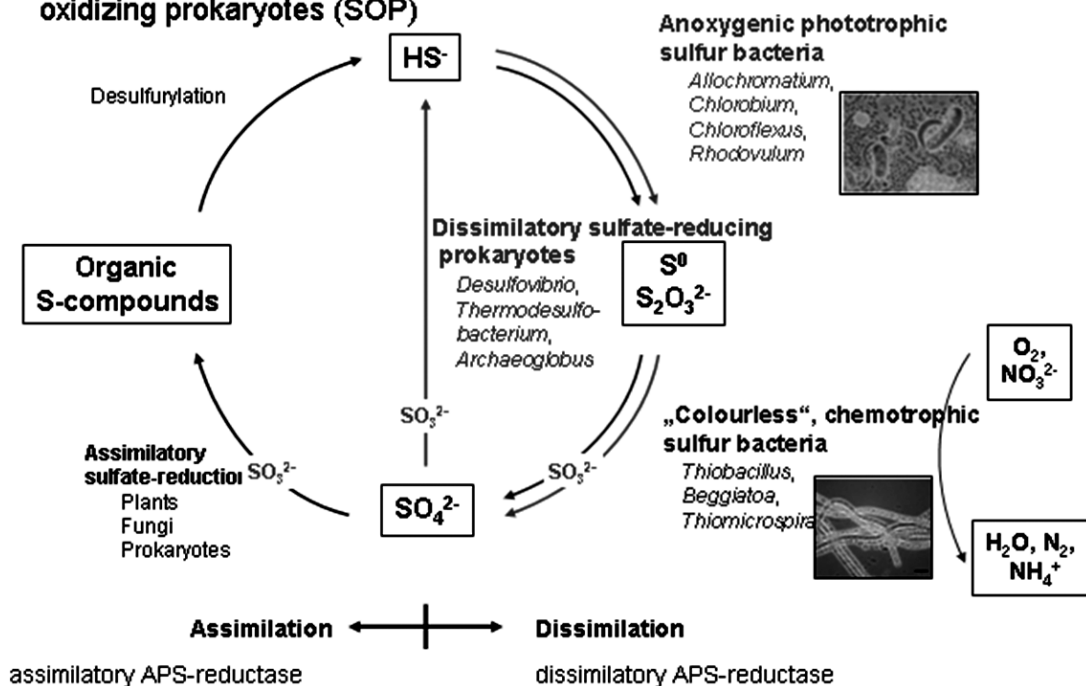 oxidizing prokaryotes (SOP)
HS⁻
Desulfurylation
Anoxygenic phototrophic
sulfur bacteria
Allochromatium,
Chlorobium,
Chloroflexus,
Rhodovulum
Dissimilatory sulfate-reducing
prokaryotes
Desulfovibrio,
Thermodesulfo-
bacterium,
Archaeoglobus
Organic
S-compounds
S⁰
S₂O₃²⁻
O₂,
NO₃²⁻
SO₃²⁻
„Colourless“, chemotrophic
sulfur bacteria
Thiobacillus,
Beggiatoa,
Thiomicrospira
Assimilatory
sulfate-reduction
Plants
Fungi
Prokaryotes
SO₃²⁻
SO₃²⁻
SO₄²⁻
H₂O, N₂,
NH₄⁺
Assimilation
Dissimilation
assimilatory APS-reductase
dissimilatory APS-reductase